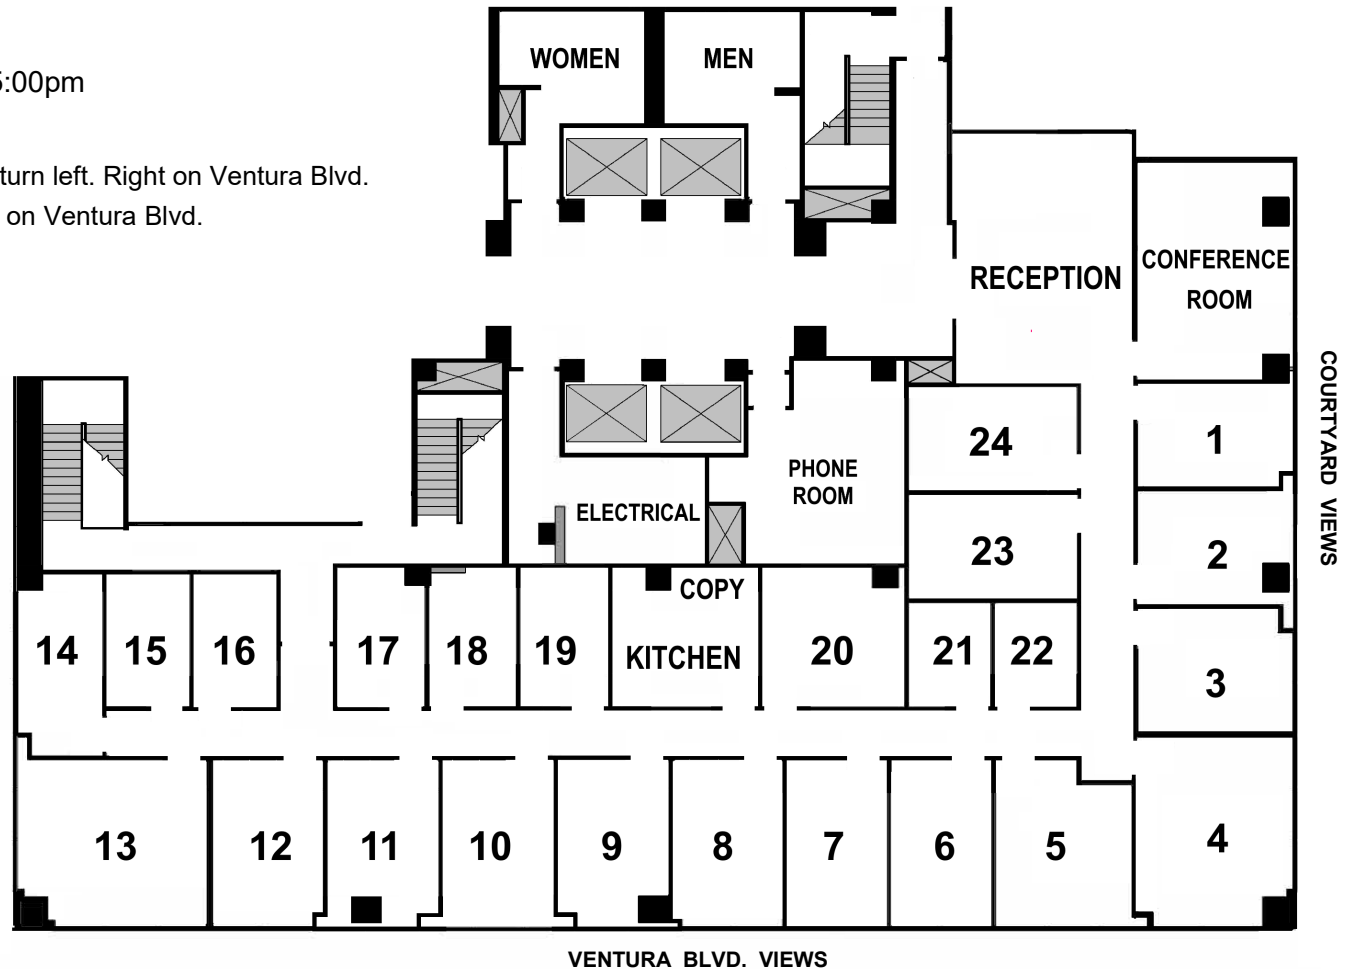 WOMEN
MEN
5:00pm
turn left. Right on Ventura Blvd.
on Ventura Blvd.
RECEPTION
CONFERENCE
ROOM
COURTYARD VIEWS
24
1
PHONE
ROOM
ELECTRICAL
23
2
COPY
14
15
16
17
18
19
KITCHEN
20
21
22
3
13
12
11
10
9
8
7
6
5
4
VENTURA BLVD. VIEWS